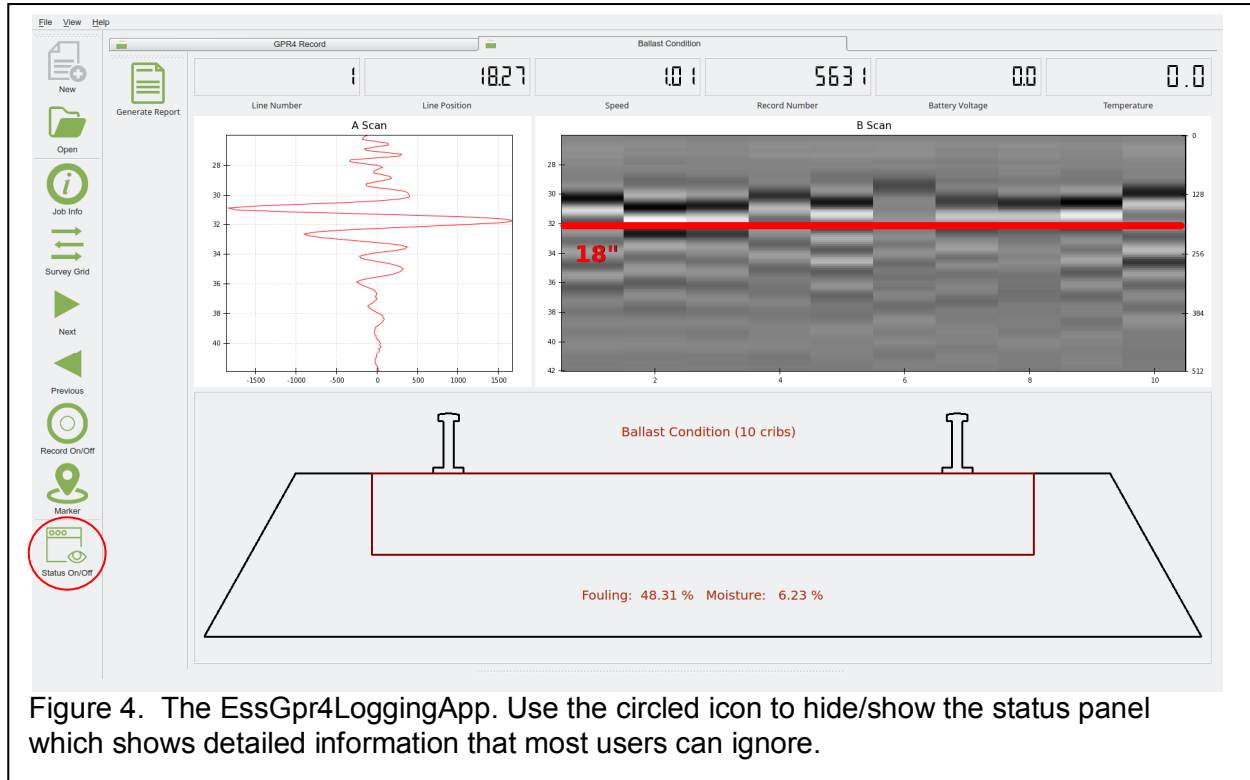 File View Help
GPR4 Record
Ballast Condition
New
Open
Job Info
Survey Grid
Next
Previous
Record On/Off
Marker
Status On/Off
Generate Report
1 18.27 1.01 5631 0.0 0.0
Line Number Line Position Speed Record Number Battery Voltage Temperature
A Scan
28
30
32
34
36
38
40
-1500 -1000 -500 0 500 1000 1500
B Scan
28
30
32
34
36
38
40
42
18"
0
128
256
384
512
2 4 6 8 10
Ballast Condition (10 cribs)
Fouling: 48.31 % Moisture: 6.23 %
Figure 4. The EssGpr4LoggingApp. Use the circled icon to hide/show the status panel
which shows detailed information that most users can ignore.